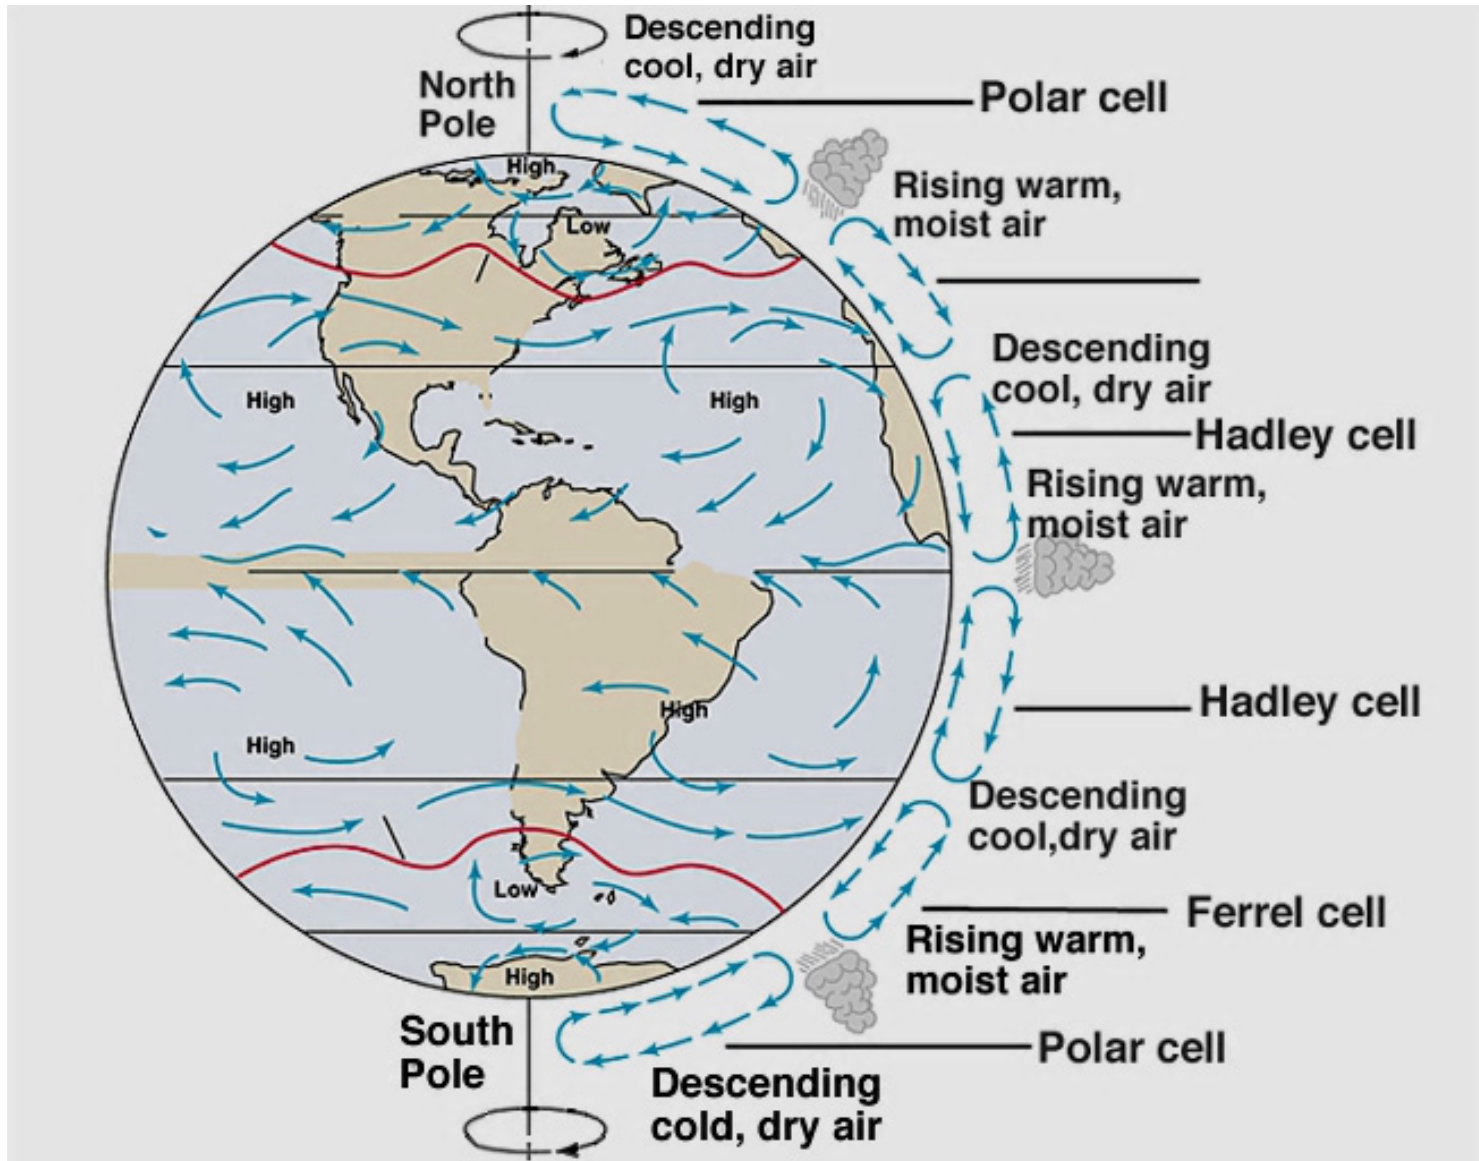 Descending
cool, dry air
North
Pole
Polar cell
High
Rising warm,
moist air
Low
Descending
cool, dry air
High
High
Hadley cell
Rising warm,
moist air
Hadley cell
High
High
Descending
cool,dry air
Low
Ferrel cell
Rising warm,
moist air
High
South
Pole
Polar cell
Descending
cold, dry air